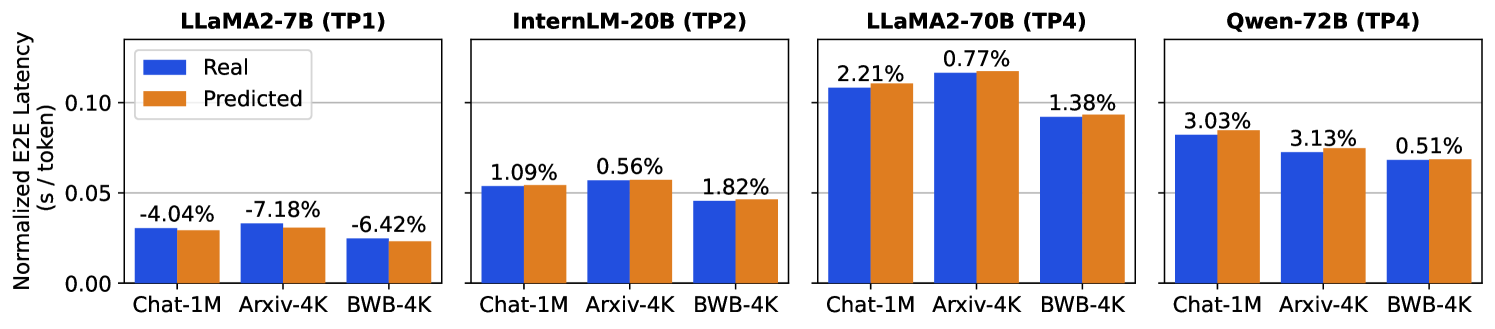 LLaMA2-7B (TP1)
InternLM-20B (TP2)
LLaMA2-70B (TP4)
Qwen-72B (TP4)
Normalized E2E Latency
(s / token)
0.10
0.05
0.00
Real
Predicted
-4.04%
-7.18%
-6.42%
1.09%
0.56%
1.82%
2.21%
0.77%
1.38%
3.03%
3.13%
0.51%
Chat-1M Arxiv-4K BWB-4K
Chat-1M Arxiv-4K BWB-4K
Chat-1M Arxiv-4K BWB-4K
Chat-1M Arxiv-4K BWB-4K